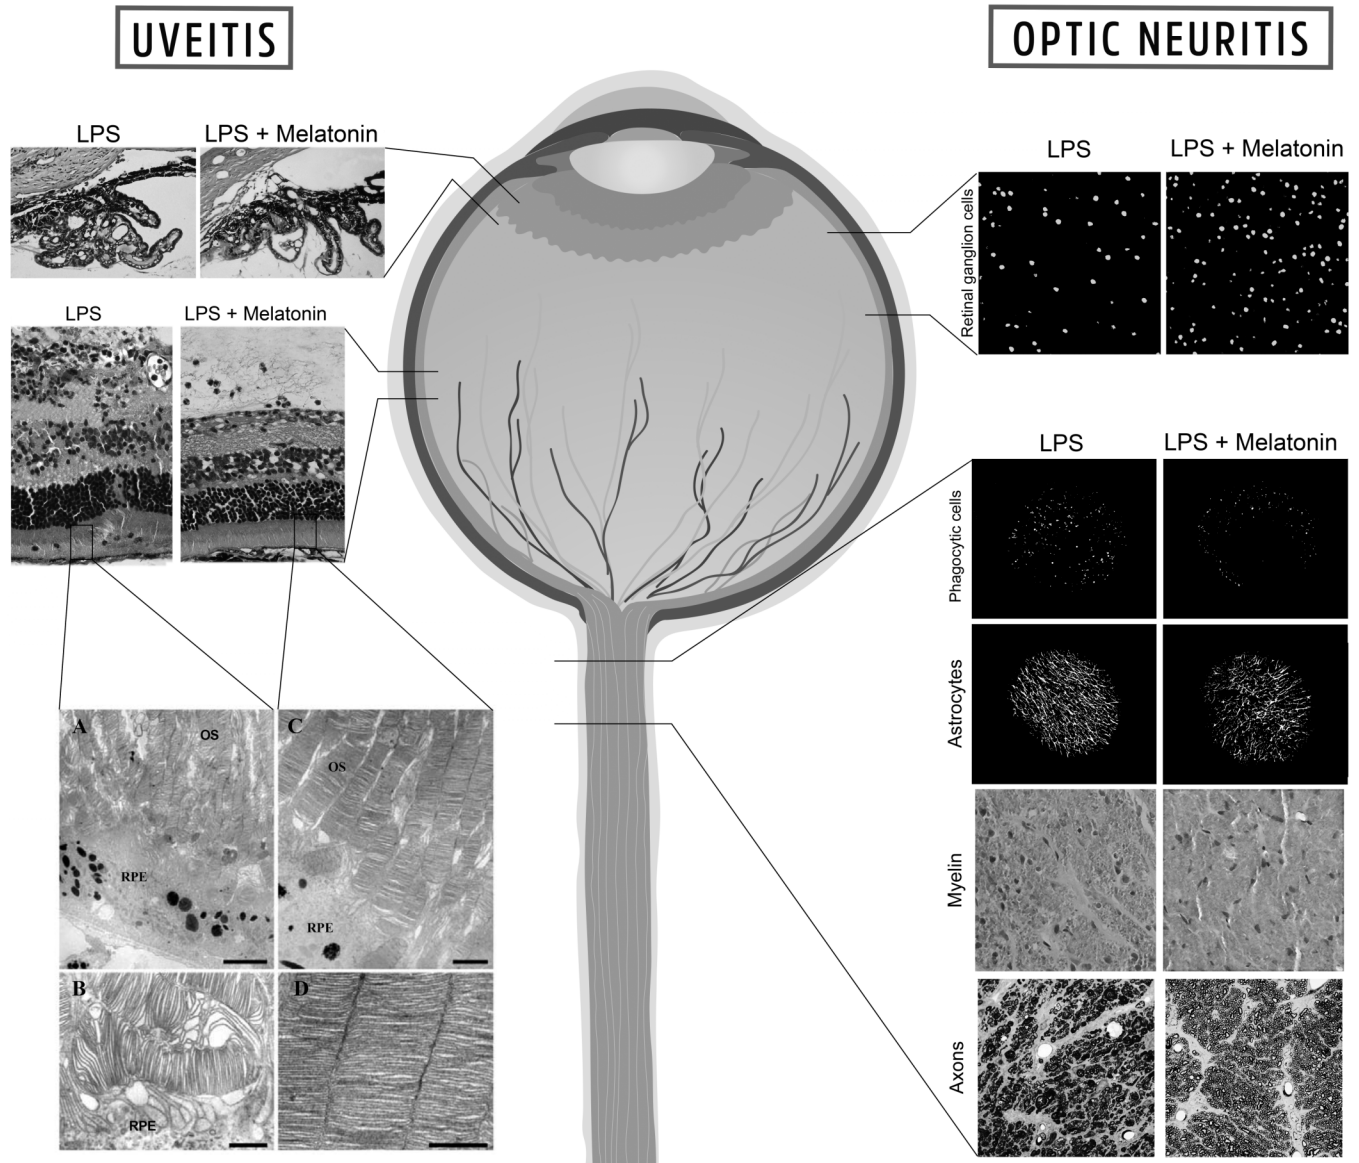 UVEITIS
OPTIC NEURITIS
LPS
LPS + Melatonin
LPS
LPS + Melatonin
A
OS
RPE
C
OS
RPE
B
RPE
D
LPS
LPS + Melatonin
Retinal ganglion cells
LPS
LPS + Melatonin
Phagocytic cells
Astrocytes
Myelin
Axons